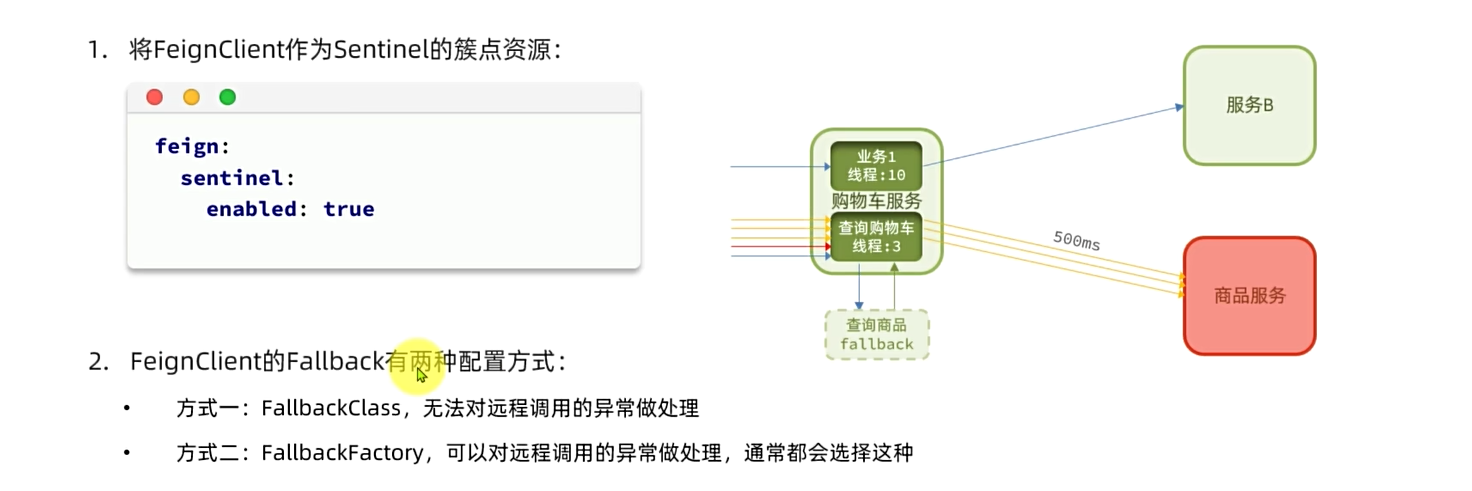 1. 将FeignClient作为Sentinel的簇点资源：
feign:
sentinel:
enabled: true
2. FeignClient的Fallback有两种配置方式：
• 方式一：FallbackClass，无法对远程调用的异常做处理
• 方式二：FallbackFactory，可以对远程调用的异常做处理，通常都会选择这种
业务1
线程:10
购物车服务
查询购物车
线程:3
查询商品
fallback
500ms
服务B
商品服务